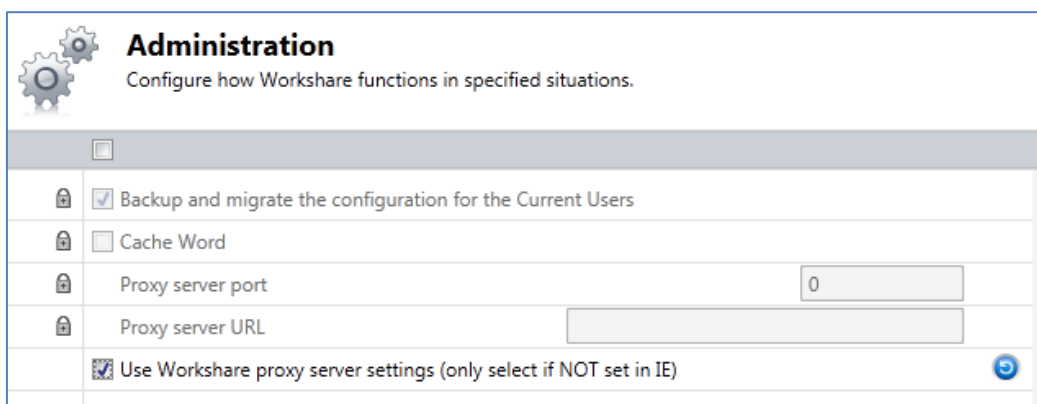 Administration
Configure how Workshare functions in specified situations.
Backup and migrate the configuration for the Current Users
Cache Word
Proxy server port 0
Proxy server URL
Use Workshare proxy server settings (only select if NOT set in IE)